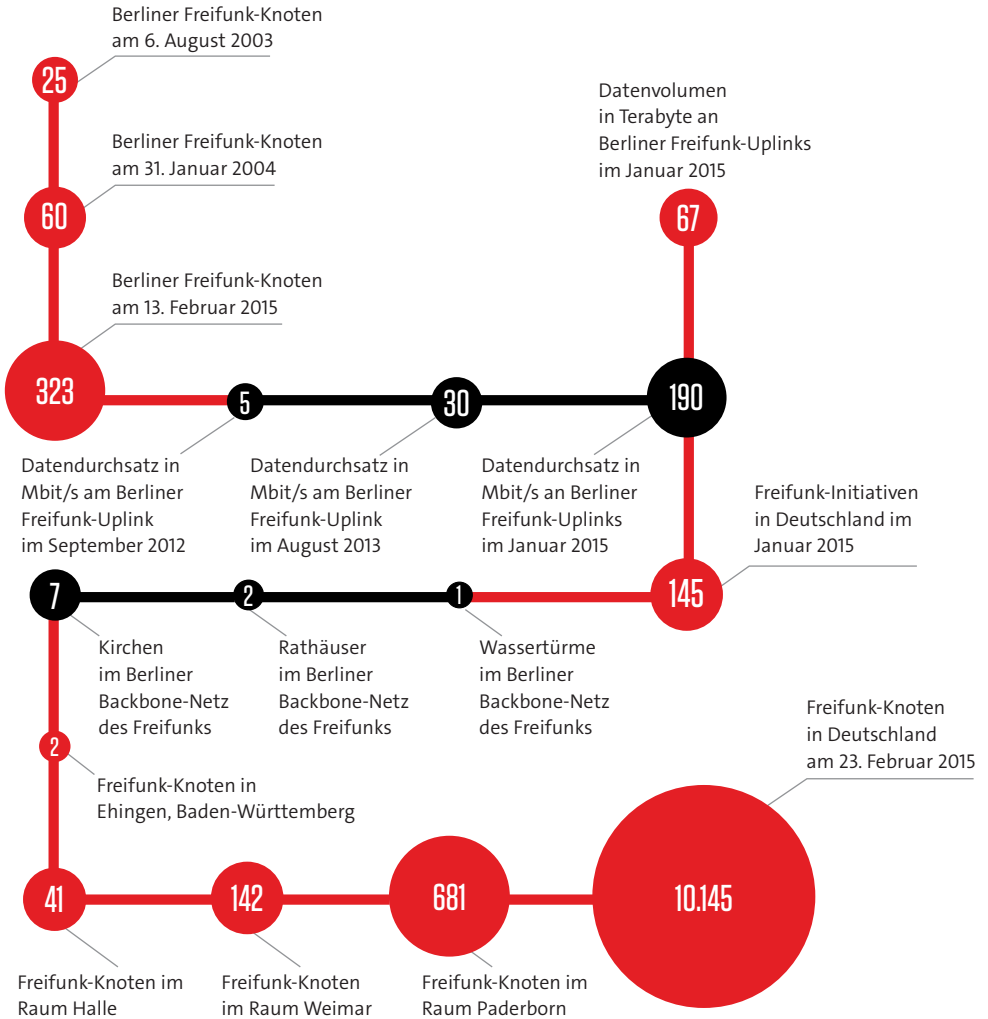 Berliner Freifunk-Knoten
am 6. August 2003
25
Berliner Freifunk-Knoten
am 31. Januar 2004
60
Berliner Freifunk-Knoten
am 13. Februar 2015
323
5
Datendurchsatz in
Mbit/s am Berliner
Freifunk-Uplink
im September 2012
30
Datendurchsatz in
Mbit/s am Berliner
Freifunk-Uplink
im August 2013
190
Datendurchsatz in
Mbit/s an Berliner
Freifunk-Uplinks
im Januar 2015
Datenvolumen
in Terabyte an
Berliner Freifunk-Uplinks
im Januar 2015
67
Freifunk-Initiativen
in Deutschland im
Januar 2015
145
1
Wassertürme
im Berliner
Backbone-Netz
des Freifunks
2
Rathäuser
im Berliner
Backbone-Netz
des Freifunks
7
Kirchen
im Berliner
Backbone-Netz
des Freifunks
2
Freifunk-Knoten in
Ehingen, Baden-Württemberg
41
Freifunk-Knoten im
Raum Halle
142
Freifunk-Knoten
im Raum Weimar
681
Freifunk-Knoten im
Raum Paderborn
Freifunk-Knoten
in Deutschland
am 23. Februar 2015
10.145